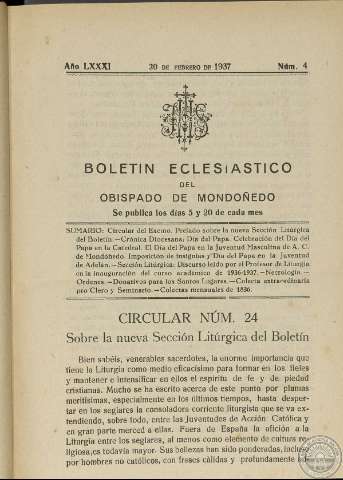 Año LXXXI 20 DE FEBRERO DE 1937 Núm. 4
BOLETIN ECLESIASTICO
DEL
OBISPADO DE MONDOÑEDO
Se publica los días 5 y 20 de cada mes
SUMARIO: Circular del Excmo. Prelado sobre la nueva Sección Litúrgica
del Boletín.—Crónica Diocesana: Día del Papa. Celebración del Día del
Papa en la Catedral. El Día del Papa en la Juventud Masculina de A. C.
de Mondoñedo. Imposición de insignias y Día del Papa en la Juventud
de Adelán.—Sección Litúrgica: Discurso leído por el Profesor de Liturgia
en la inauguración del curso académico de 1936-1937.—Necrología.—
Ordenes.—Donativos para los Santos Lugares.—Colecta extraordinaria
pro Clero y Seminario.—Colectas mensuales de 1936.
CIRCULAR NÚM. 24
Sobre la nueva Sección Litúrgica del Boletín
Bien sabéis, venerables sacerdotes, la enorme importancia que
tiene la Liturgia como medio eficacísimo para formar en los fieles
y mantener e intensificar en ellos el espíritu de fe y de piedad
cristianas. Mucho se ha escrito acerca de este punto por plumas
meritísimas, especialmente en los últimos tiempos, hasta desper-
tar en los seglares la consoladora corriente liturgista que se va ex-
tendiendo, sobre todo, entre las Juventudes de Acción Católica y
en gran parte merced a ellas. Fuera de España la afición a la
Liturgia entre los seglares, al menos como elemento de cultura re-
ligiosa, es todavía mayor. Sus bellezas han sido ponderadas, incluso
por hombres no católicos, con frases cálidas y profundamente